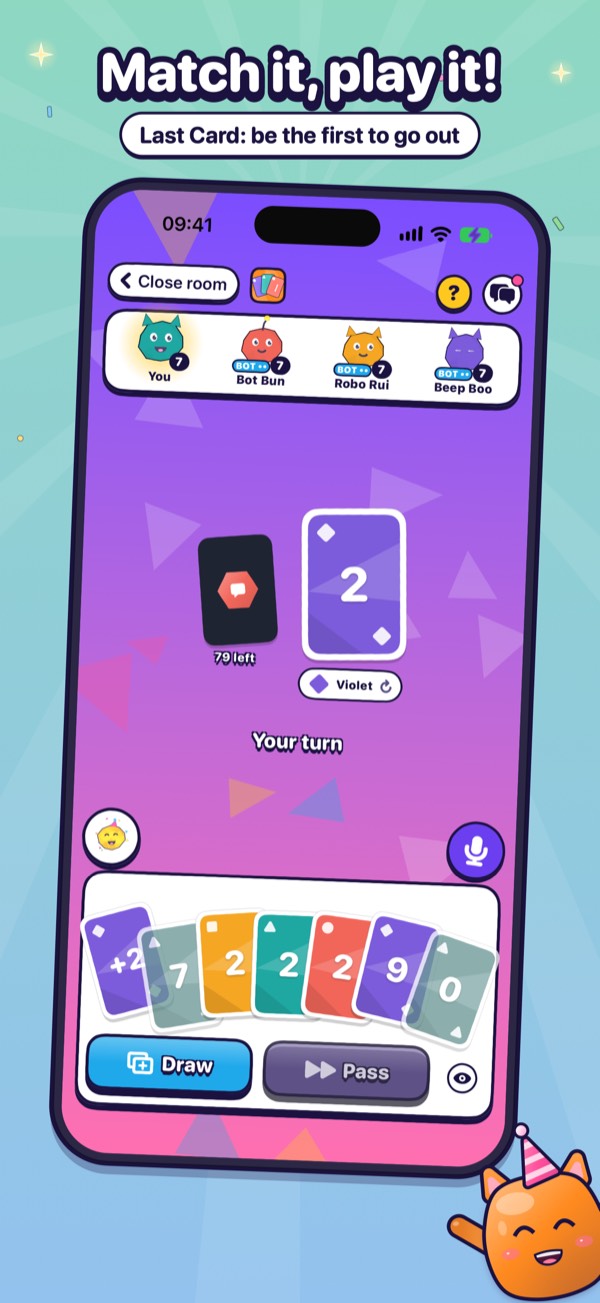 Match it, play it!
Last Card: be the first to go out
09:41
Close room
?
7
You
BOT 7
Bot Bun
BOT 7
Robo Rui
BOT 7
Beep Boo
2
79 left
Violet
Your turn
+2
7
2
2
2
9
0
Draw
Pass